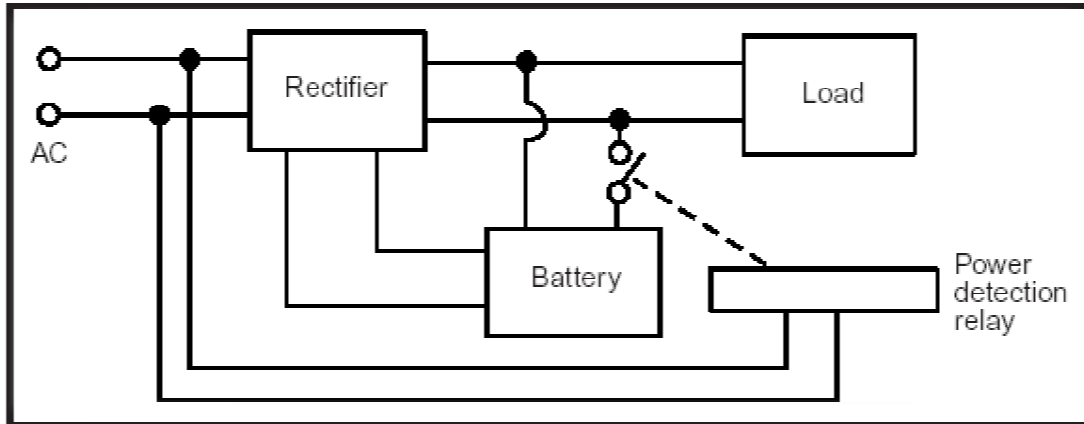 Rectifier
Load
AC
Battery
Power
detection
relay